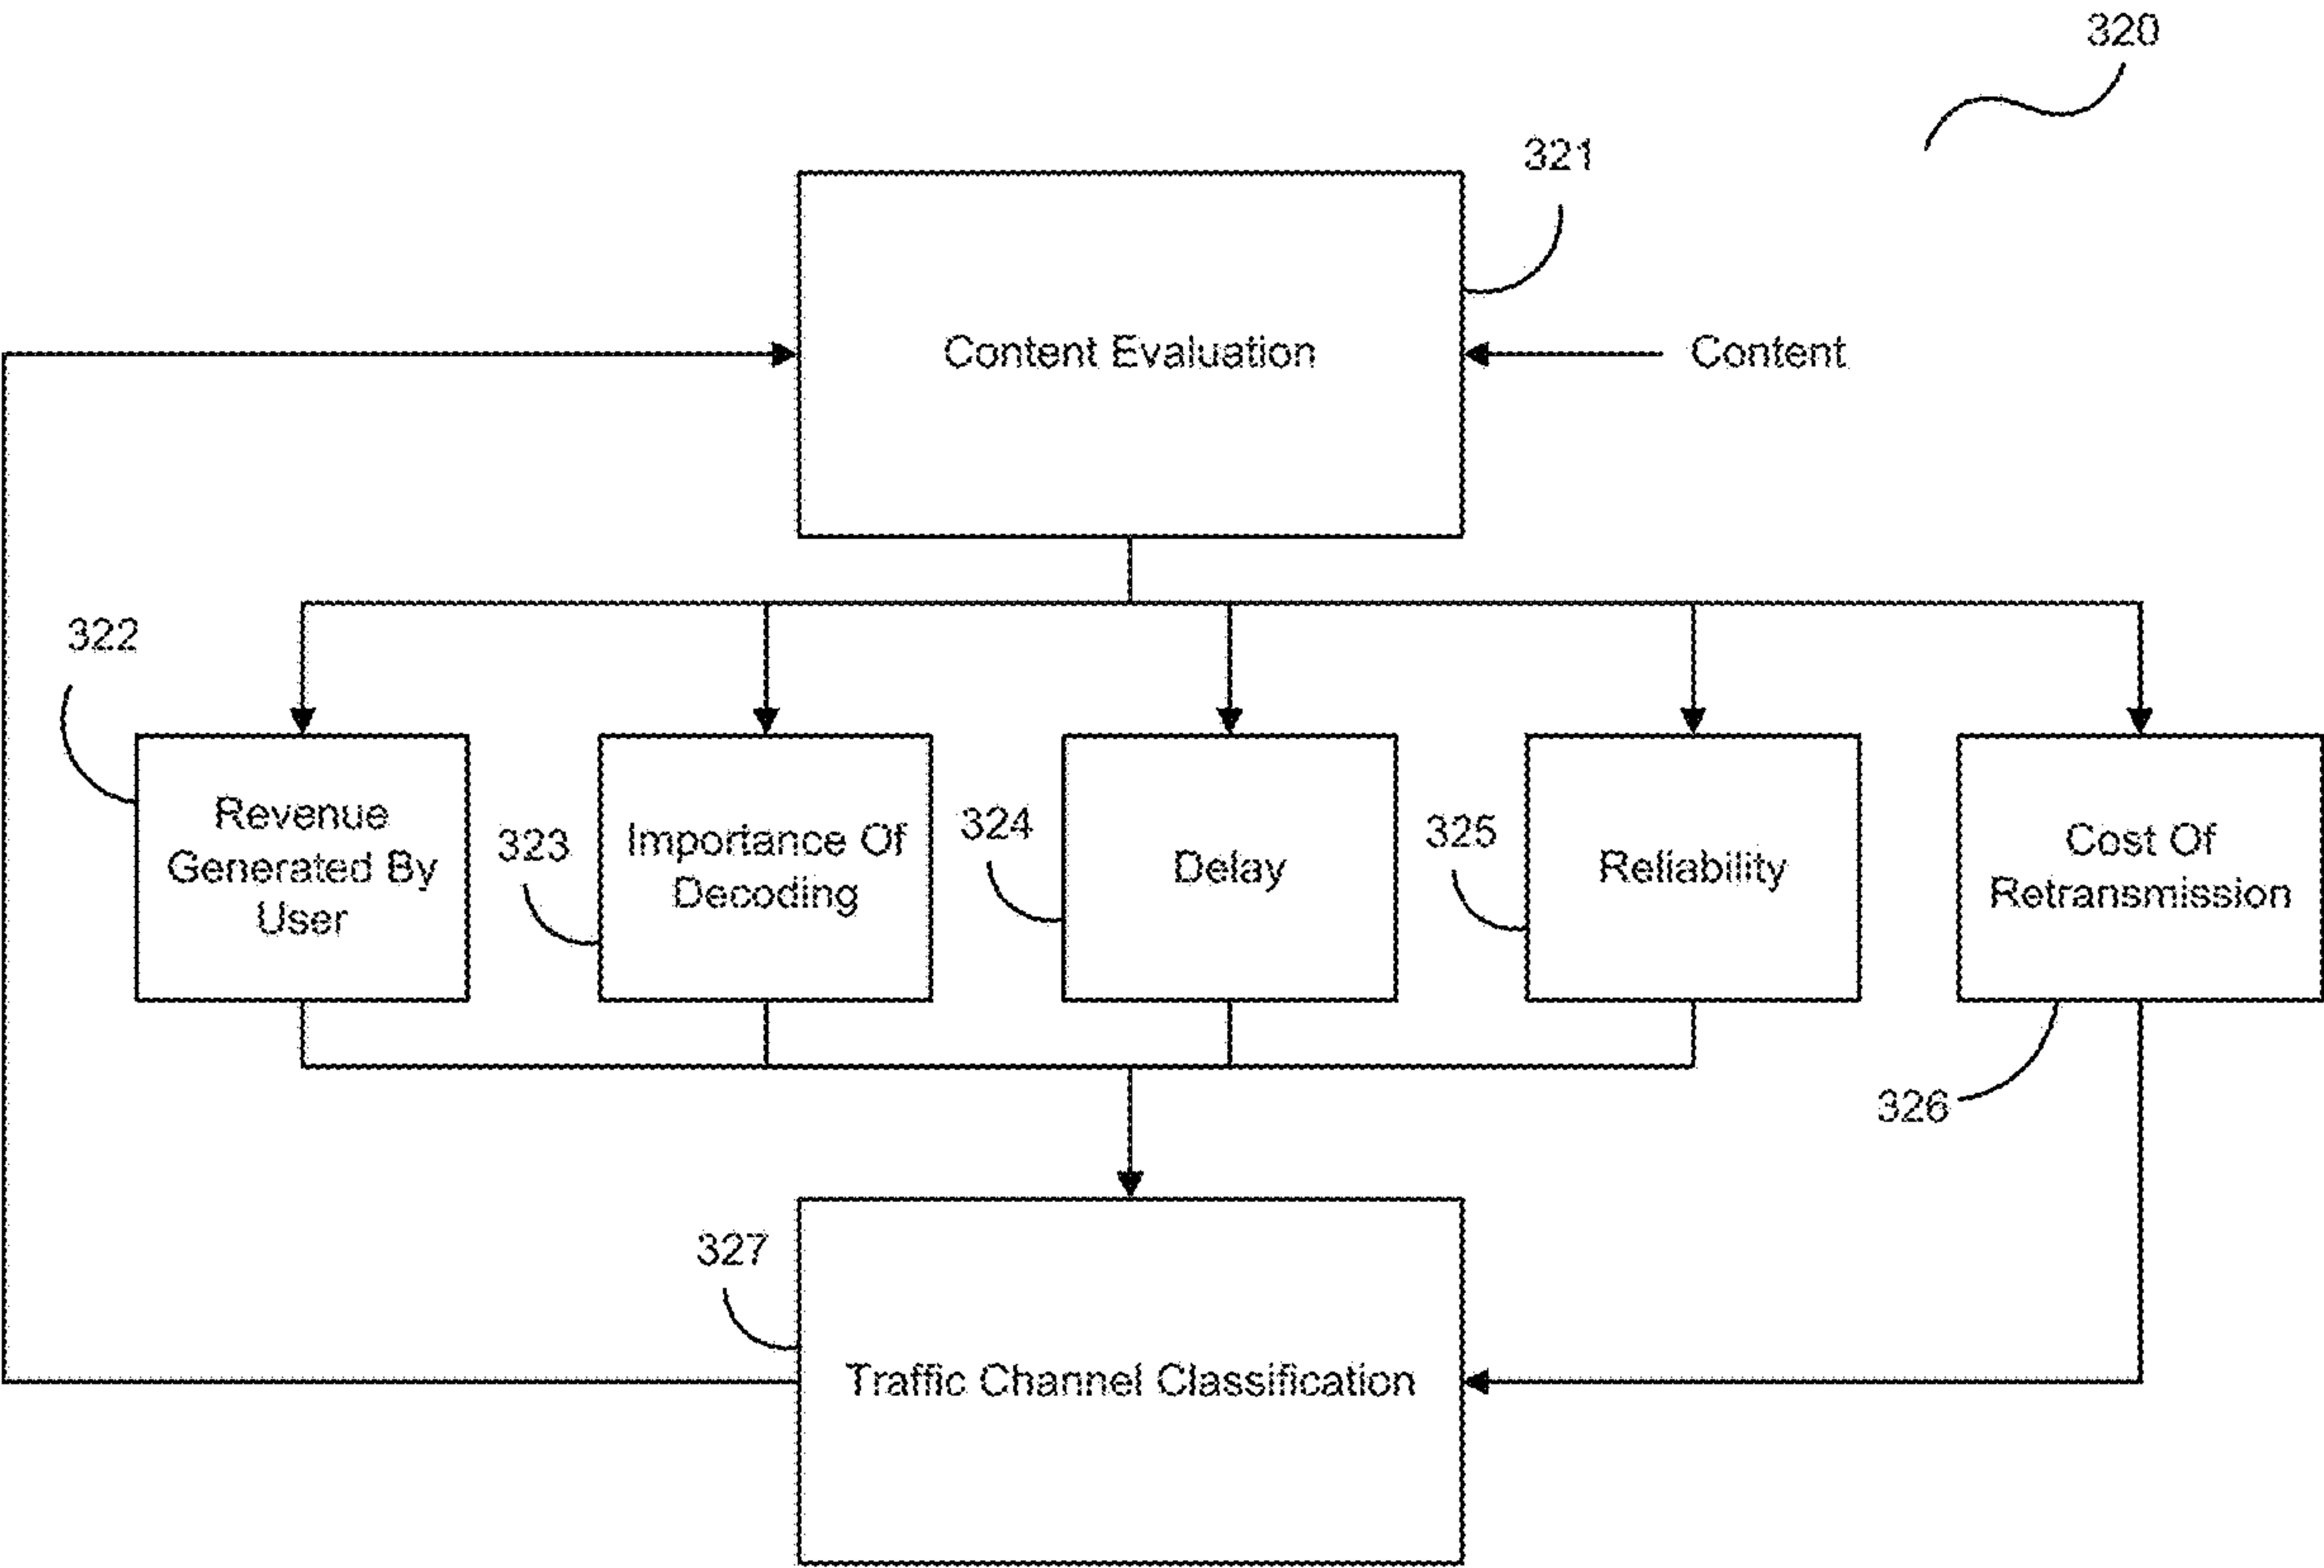 320
321
Content Evaluation
Content
322
Revenue
Generated By
User
323
Importance Of
Decoding
324
Delay
325
Reliability
Cost Of
Retransmission
326
327
Traffic Channel Classification